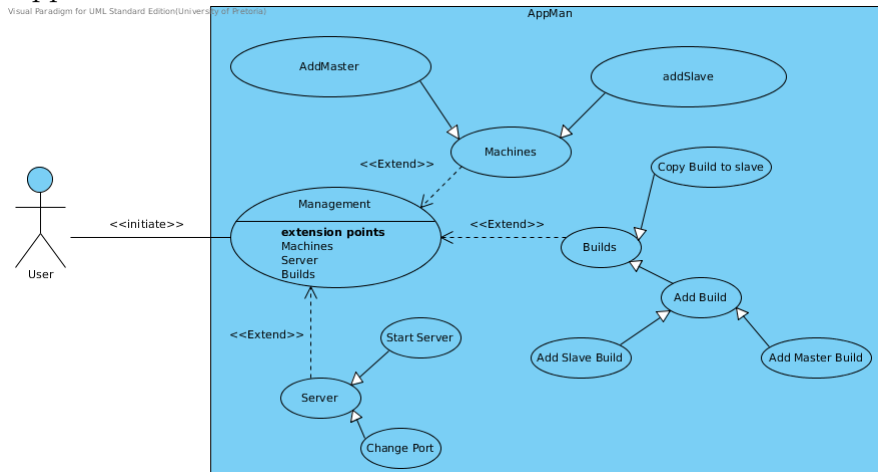 Visual Paradigm for UML Standard Edition(University of Pretoria)
AppMan
AddMaster
addSlave
Machines
<<Extend>>
Copy Build to slave
Management
extension points
Machines
Server
Builds
<<initiate>>
User
<<Extend>>
Builds
Add Build
<<Extend>>
Start Server
Add Slave Build
Add Master Build
Server
Change Port